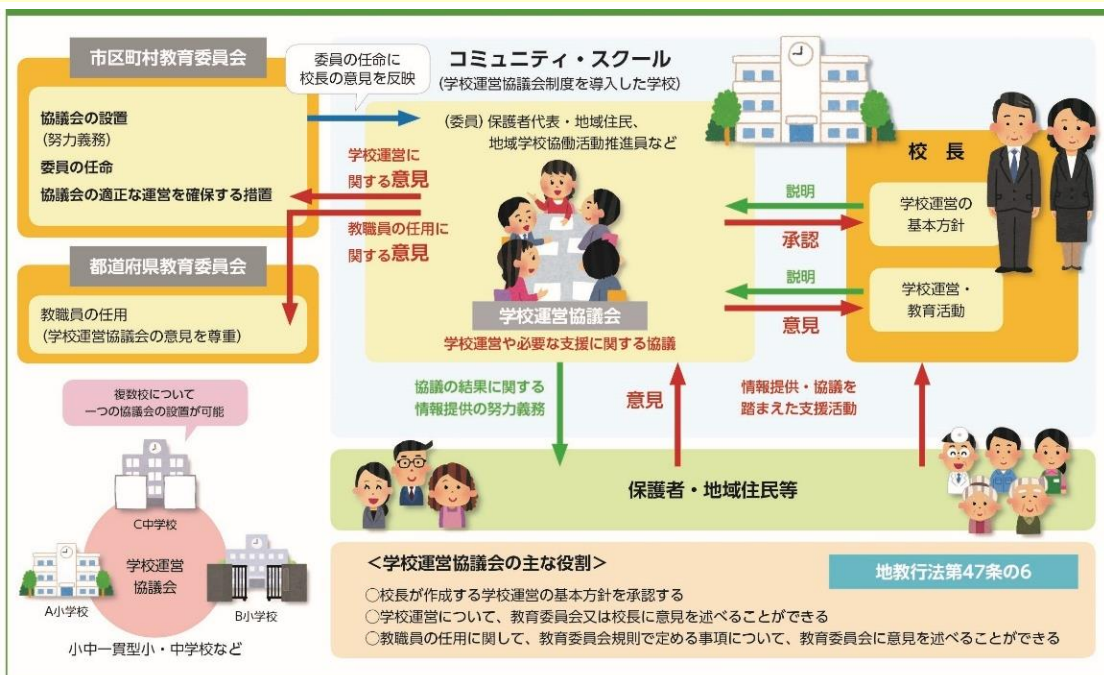 市区町村教育委員会
協議会の設置
(努力義務)
委員の任命
協議会の適正な運営を確保する措置
都道府県教育委員会
教職員の任用
(学校運営協議会の意見を尊重)
委員の任命に
校長の意見を反映
コミュニティ・スクール
(学校運営協議会制度を導入した学校)
(委員) 保護者代表・地域住民、
地域学校協働活動推進員など
学校運営に
関する意見
教職員の任用に
関する意見
学校運営協議会
学校運営や必要な支援に関する協議
校 長
説明
承認
学校運営の
基本方針
説明
意見
学校運営・
教育活動
協議の結果に関する
情報提供の努力義務
意見
情報提供・協議を
踏まえた支援活動
保護者・地域住民等
複数校について
一つの協議会の設置が可能
C中学校
学校運営
協議会
A小学校
B小学校
小中一貫型小・中学校など
<学校運営協議会の主な役割>
地教行法第47条の6
○校長が作成する学校運営の基本方針を承認する
○学校運営について、教育委員会又は校長に意見を述べることができる
○教職員の任用に関して、教育委員会規則で定める事項について、教育委員会に意見を述べることができる